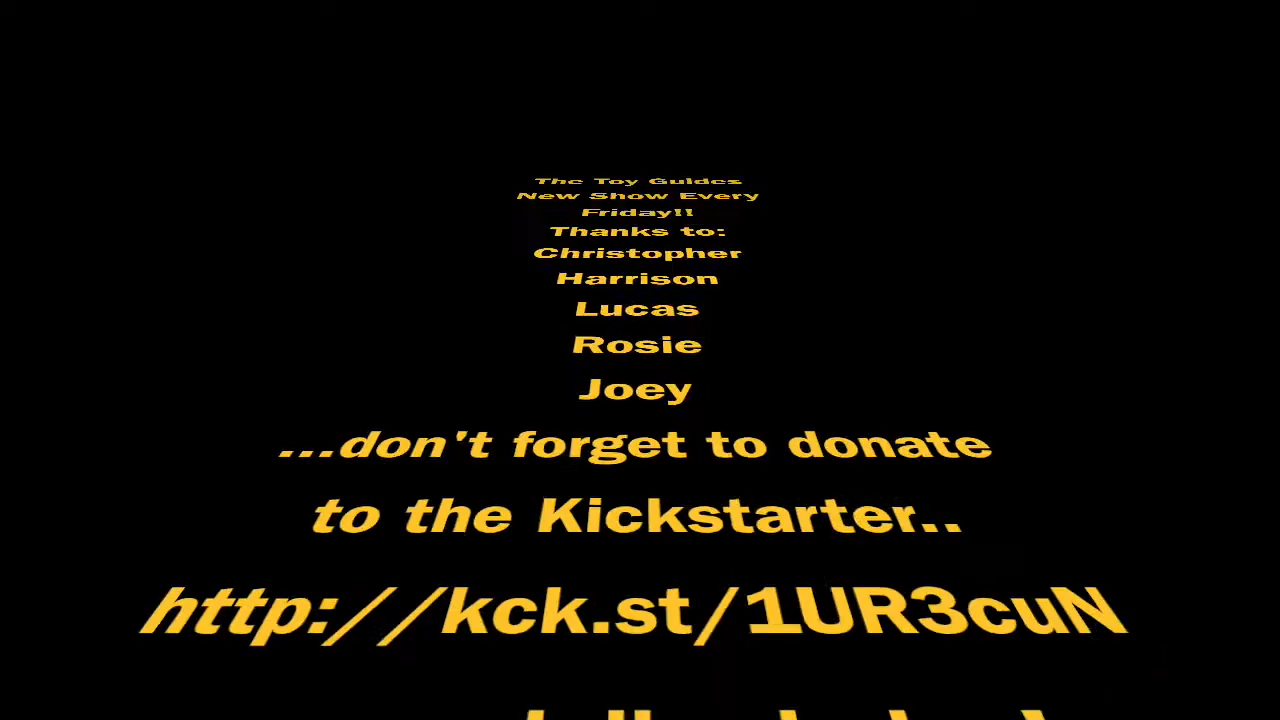 The Toy Guides
New Show Every
Friday!!
Thanks to:
Christopher
Harrison
Lucas
Rosie
Joey
...don't forget to donate
to the Kickstarter..
http://kck.st/1UR3cuN